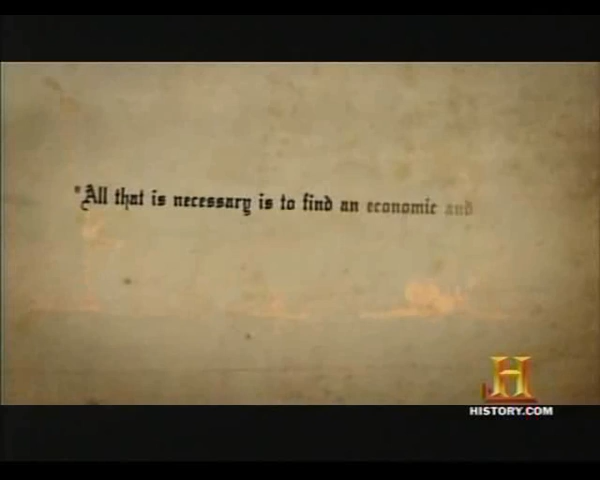 "All that is necessary is to find an economic and
H
HISTORY.COM